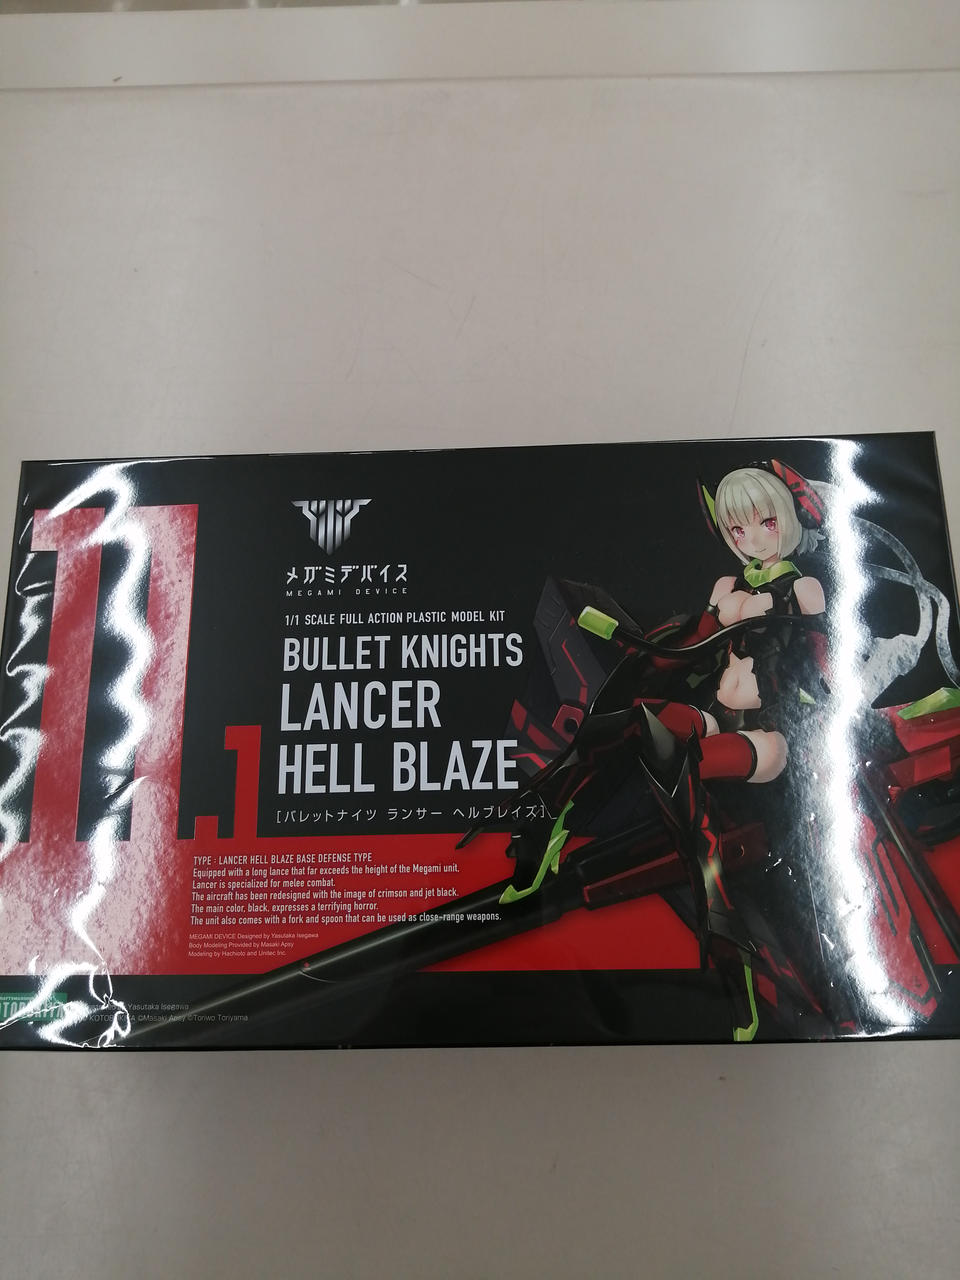 11.1
メガミデバイス
MEGAMI DEVICE
1/1 SCALE FULL ACTION PLASTIC MODEL KIT
BULLET KNIGHTS
LANCER
HELL BLAZE
[バレットナイツ ランサー ヘルブレイズ]
TYPE : LANCER HELL BLAZE BASE DEFENSE TYPE
Equipped with a long lance that far exceeds the height of the Megami unit,
Lancer is specialized for melee combat.
The aircraft has been redesigned with the image of crimson and jet black.
The main color, black, expresses a terrifying horror.
The unit also comes with a fork and spoon that can be used as close-range weapons.
MEGAMI DEVICE Designed by Yasutaka Isegawa
Body Modeling Provided by Masaki Apsy
Modeling by Hachioto and Unitec Inc.
Yasutaka Isegawa
KOTOBUKIYA ©Masaki Apsy ©Toriwo Toriyama